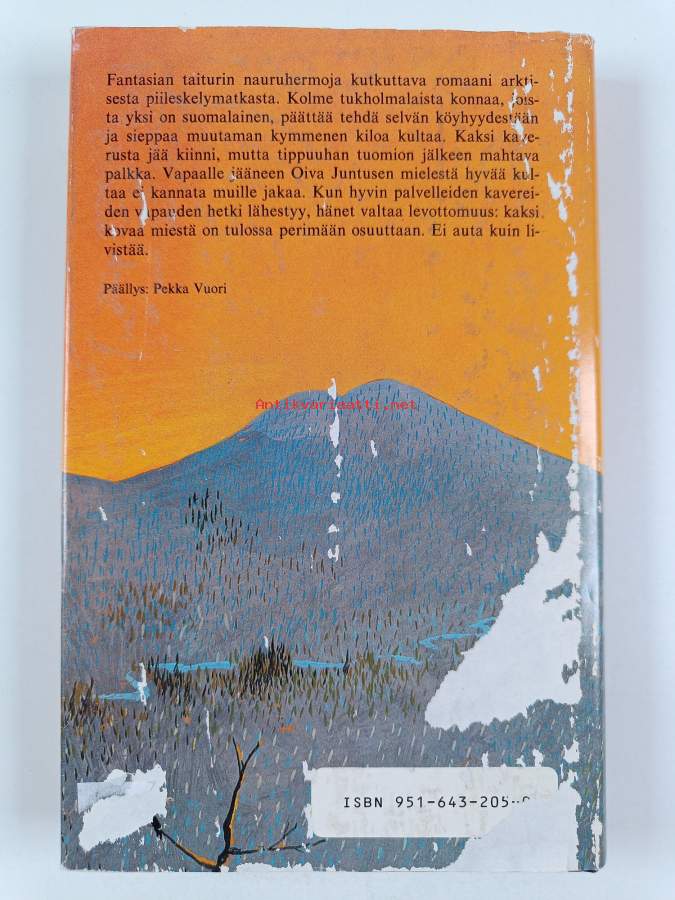 Fantasian taiturin nauruhermoja kutkuttava romaani arkti-
sesta piileskelymatkasta. Kolme tukholmalaista konnaa, jois-
ta yksi on suomalainen, päättää tehdä selvän köyhyydestään
ja sieppaa muutaman kymmenen kiloa kultaa. Kaksi kave-
rusta jää kiinni, mutta tippuuhan tuomion jälkeen mahtava
palkka. Vapaalle jääneen Oiva Juntusen mielestä hyvää kul-
taa ei kannata muille jakaa. Kun hyvin palvelleiden kaverei-
den vapauden hetki lähestyy, hänet valtaa levottomuus: kaksi
kovaa miestä on tulossa perimään osuuttaan. Ei auta kuin li-
vistää.
Päällys: Pekka Vuori
Antikvariaatti.net
ISBN 951-643-205-